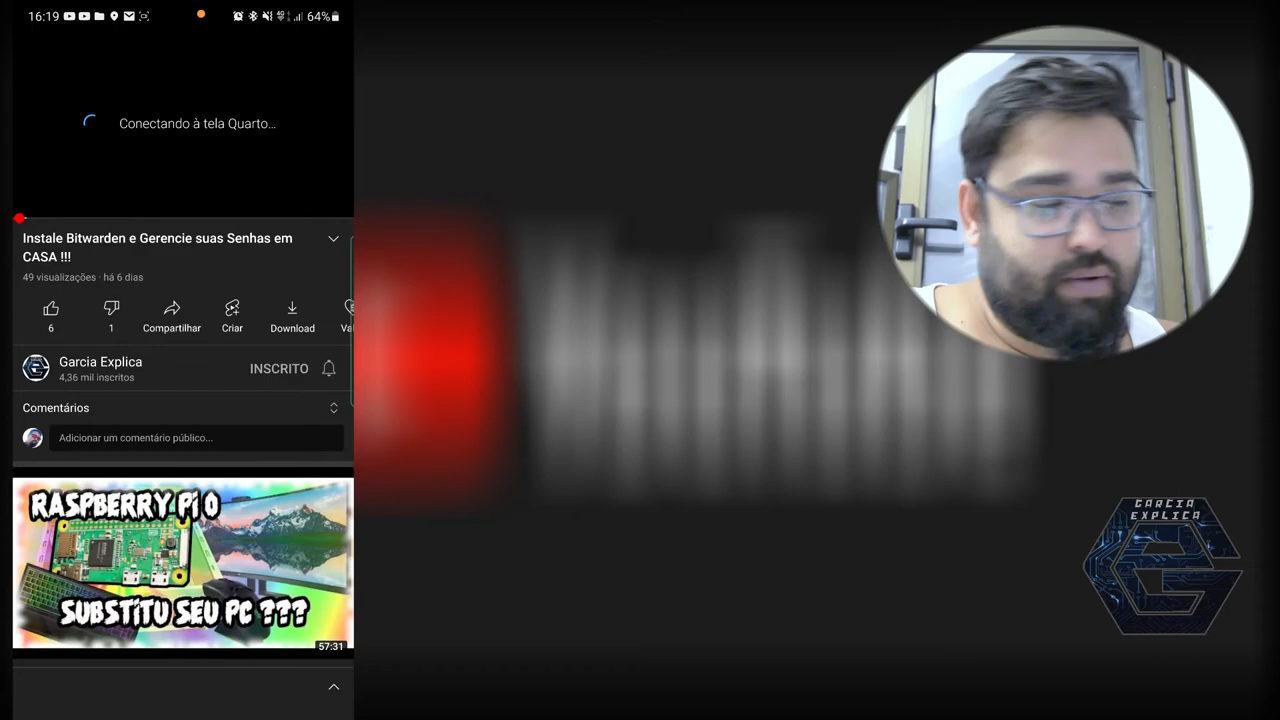 16:19
64%
Conectando à tela Quarto...
Instale Bitwarden e Gerencie suas Senhas em
CASA !!!
49 visualizações · há 6 dias
6
1
Compartilhar
Criar
Download
Garcia Explica
4,36 mil inscritos
INSCRITO
Comentários
Adicionar um comentário público...
RASPBERRY PI 0
SUBSTITU SEU PC ???
57:31
GARCIA
EXPLICA